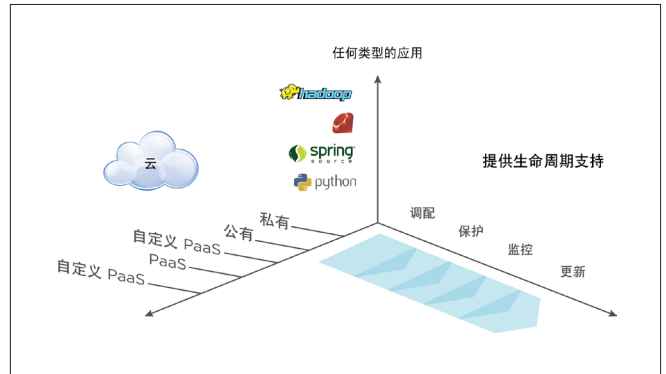 任何类型的应用
hadoop
spring
source
python
云
提供生命周期支持
私有
公有
自定义 PaaS
PaaS
自定义 PaaS
调配
保护
监控
更新